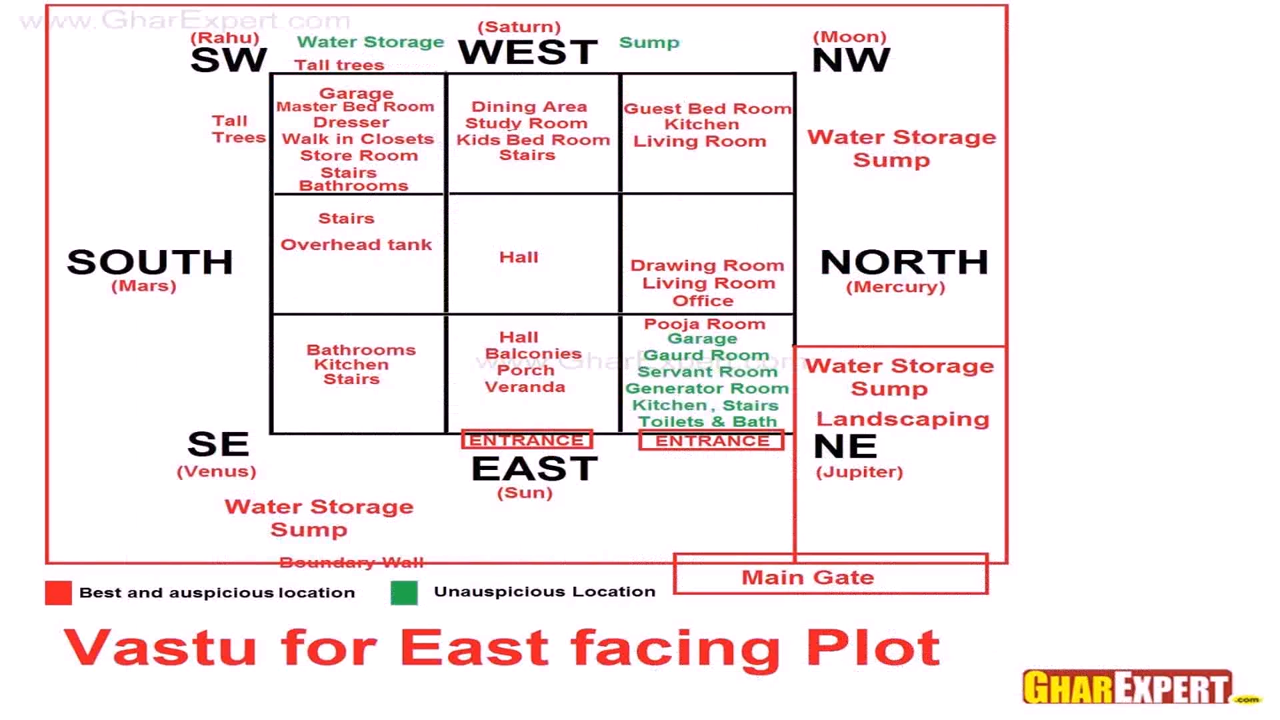 www.GharExpert.com
(Rahu)
SW
Water Storage
Tall trees
(Saturn)
WEST
Sump
(Moon)
NW
Tall
Trees
Garage
Master Bed Room
Dresser
Walk in Closets
Store Room
Stairs
Bathrooms
Dining Area
Study Room
Kids Bed Room
Stairs
Guest Bed Room
Kitchen
Living Room
Water Storage
Sump
SOUTH
(Mars)
Stairs
Overhead tank
Hall
Drawing Room
Living Room
Office
NORTH
(Mercury)
Bathrooms
Kitchen
Stairs
Hall
Balconies
Porch
Veranda
www.GharExpert.com
Pooja Room
Garage
Gaurd Room
Servant Room
Generator Room
Kitchen , Stairs
Toilets & Bath
Water Storage
Sump
Landscaping
NE
(Jupiter)
SE
(Venus)
ENTRANCE
ENTRANCE
EAST
(Sun)
Water Storage
Sump
Boundary Wall
Main Gate
Best and auspicious location
Unauspicious Location
Vastu for East facing Plot
GHAREXPERT.com